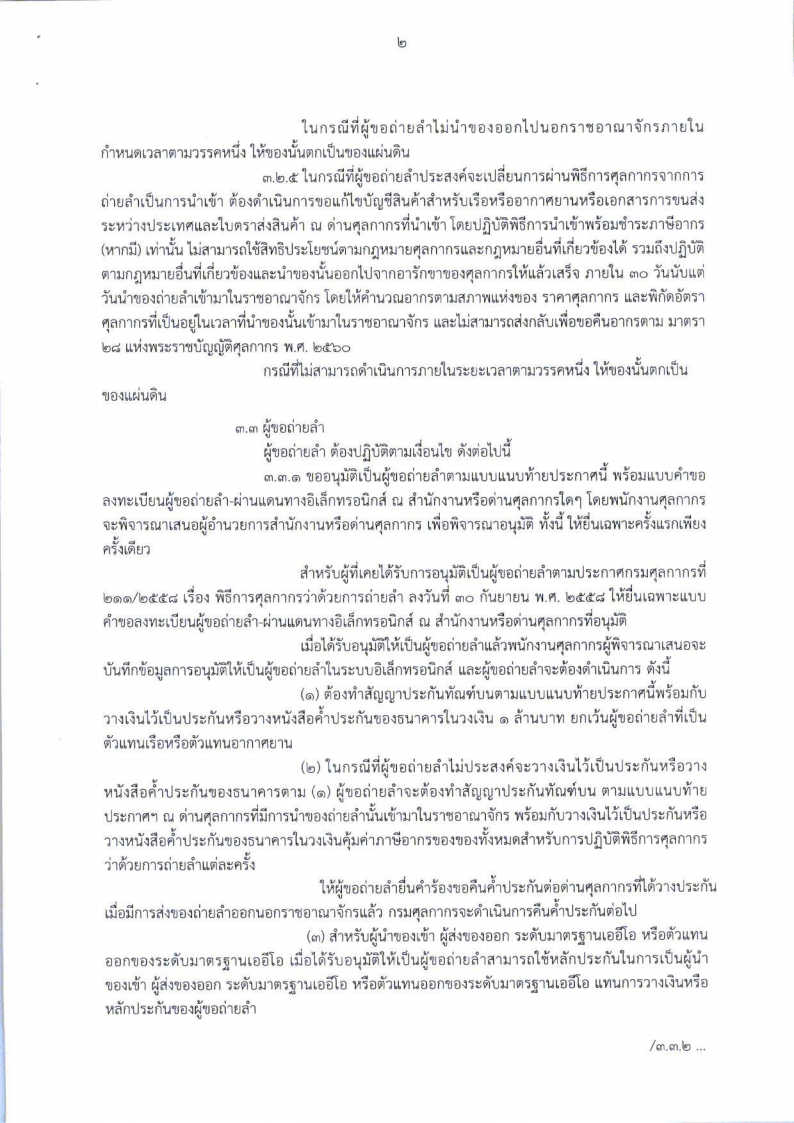 ๒
ในกรณีที่ผู้ขอถ่ายลำไม่นำของออกไปนอกราชอาณาจักรภายใน
กำหนดเวลาตามวรรคหนึ่ง ให้ของนั้นตกเป็นของแผ่นดิน
๓.๒.๕ ในกรณีที่ผู้ขอถ่ายลำประสงค์จะเปลี่ยนการผ่านพิธีการศุลกากรจากการ
ถ่ายลำเป็นการนำเข้า ต้องดำเนินการขอแก้ไขบัญชีสินค้าสำหรับเรือหรืออากาศยานหรือเอกสารการขนส่ง
ระหว่างประเทศและใบตราส่งสินค้า ณ ด่านศุลกากรที่นำเข้า โดยปฏิบัติพิธีการนำเข้าพร้อมชำระภาษีอากร
(หากมี) เท่านั้น ไม่สามารถใช้สิทธิประโยชน์ตามกฎหมายศุลกากรและกฎหมายอื่นที่เกี่ยวข้องได้ รวมถึงปฏิบัติ
ตามกฎหมายอื่นที่เกี่ยวข้องและนำของนั้นออกไปจากอารักขาของศุลกากรให้แล้วเสร็จ ภายใน ๓๐ วันนับแต่
วันนำของถ่ายลำเข้ามาในราชอาณาจักร โดยให้คำนวณอากรตามสภาพแห่งของ ราคาศุลกากร และพิกัดอัตรา
ศุลกากรที่เป็นอยู่ในเวลาที่นำของนั้นเข้ามาในราชอาณาจักร และไม่สามารถส่งกลับเพื่อขอคืนอากรตาม มาตรา
๒๘ แห่งพระราชบัญญัติศุลกากร พ.ศ. ๒๕๖๐
กรณีที่ไม่สามารถดำเนินการภายในระยะเวลาตามวรรคหนึ่ง ให้ของนั้นตกเป็น
ของแผ่นดิน
๓.๓ ผู้ขอถ่ายลำ
ผู้ขอถ่ายลำ ต้องปฏิบัติตามเงื่อนไข ดังต่อไปนี้
๓.๓.๑ ขออนุมัติเป็นผู้ขอถ่ายลำตามแบบแนบท้ายประกาศนี้ พร้อมแบบคำขอ
ลงทะเบียนผู้ขอถ่ายลำ-ผ่านแดนทางอิเล็กทรอนิกส์ ณ สำนักงานหรือด่านศุลกากรใดๆ โดยพนักงานศุลกากร
จะพิจารณาเสนอผู้อำนวยการสำนักงานหรือด่านศุลกากร เพื่อพิจารณาอนุมัติ ทั้งนี้ ให้ยื่นเฉพาะครั้งแรกเพียง
ครั้งเดียว
สำหรับผู้ที่เคยได้รับการอนุมัติเป็นผู้ขอถ่ายลำตามประกาศกรมศุลกากรที่
๒๑๑/๒๕๕๘ เรื่อง พิธีการศุลกากรว่าด้วยการถ่ายลำ ลงวันที่ ๓๐ กันยายน พ.ศ. ๒๕๕๘ ให้ยื่นเฉพาะแบบ
คำขอลงทะเบียนผู้ขอถ่ายลำ-ผ่านแดนทางอิเล็กทรอนิกส์ ณ สำนักงานหรือด่านศุลกากรที่อนุมัติ
เมื่อได้รับอนุมัติให้เป็นผู้ขอถ่ายลำแล้วพนักงานศุลกากรผู้พิจารณาเสนอจะ
บันทึกข้อมูลการอนุมัติให้เป็นผู้ขอถ่ายลำในระบบอิเล็กทรอนิกส์ และผู้ขอถ่ายลำจะต้องดำเนินการ ดังนี้
(๑) ต้องทำสัญญาประกันทัณฑ์บนตามแบบแนบท้ายประกาศนี้พร้อมกับ
วางเงินไว้เป็นประกันหรือวางหนังสือค้ำประกันของธนาคารในวงเงิน ๑ ล้านบาท ยกเว้นผู้ขอถ่ายลำที่เป็น
ตัวแทนเรือหรือตัวแทนอากาศยาน
(๒) ในกรณีที่ผู้ขอถ่ายลำไม่ประสงค์จะวางเงินไว้เป็นประกันหรือวาง
หนังสือค้ำประกันของธนาคารตาม (๑) ผู้ขอถ่ายลำจะต้องทำสัญญาประกันทัณฑ์บน ตามแบบแนบท้าย
ประกาศฯ ณ ด่านศุลกากรที่มีการนำของถ่ายลำนั้นเข้ามาในราชอาณาจักร พร้อมกับวางเงินไว้เป็นประกันหรือ
วางหนังสือค้ำประกันของธนาคารในวงเงินคุ้มค่าภาษีอากรของของทั้งหมดสำหรับการปฏิบัติพิธีการศุลกากร
ว่าด้วยการถ่ายลำแต่ละครั้ง
ให้ผู้ขอถ่ายลำยื่นคำร้องขอคืนค้ำประกันต่อด่านศุลกากรที่ได้วางประกัน
เมื่อมีการส่งของถ่ายลำออกนอกราชอาณาจักรแล้ว กรมศุลกากรจะดำเนินการคืนค้ำประกันต่อไป
(๓) สำหรับผู้นำของเข้า ผู้ส่งของออก ระดับมาตรฐานเออีโอ หรือตัวแทน
ออกของระดับมาตรฐานเออีโอ เมื่อได้รับอนุมัติให้เป็นผู้ขอถ่ายลำสามารถใช้หลักประกันในการเป็นผู้นำ
ของเข้า ผู้ส่งของออก ระดับมาตรฐานเออีโอ หรือตัวแทนออกของระดับมาตรฐานเออีโอ แทนการวางเงินหรือ
หลักประกันของผู้ขอถ่ายลำ
/๓.๓.๒ ...